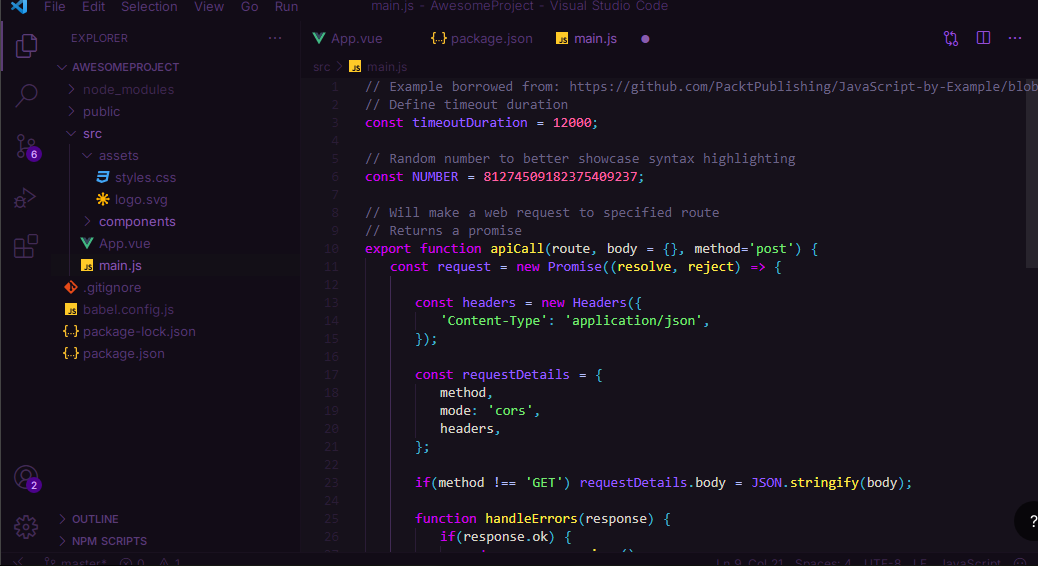 File Edit Selection View Go Run main.js - AwesomeProject - Visual Studio Code
EXPLORER ···
AWESOMEPROJECT
node_modules
public
src
assets
styles.css
logo.svg
components
App.vue
main.js
.gitignore
babel.config.js
package-lock.json
package.json
OUTLINE
NPM SCRIPTS
6
2
App.vue {..} package.json JS main.js
src > JS main.js
1 // Example borrowed from: https://github.com/PacktPublishing/JavaScript-by-Example/blob
2 // Define timeout duration
3 const timeoutDuration = 12000;
4
5 // Random number to better showcase syntax highlighting
6 const NUMBER = 81274509182375409237;
7
8 // Will make a web request to specified route
9 // Returns a promise
10 export function apiCall(route, body = {}, method='post') {
11 const request = new Promise((resolve, reject) => {
12
13 const headers = new Headers({
14 'Content-Type': 'application/json',
15 });
16
17 const requestDetails = {
18 method,
19 mode: 'cors',
20 headers,
21 };
22
23 if(method !== 'GET') requestDetails.body = JSON.stringify(body);
24
25 function handleErrors(response) {
26 if(response.ok) {
?
master* 0 1 Ln 9, Col 21 Spaces: 4 UTF-8 LF JavaScript